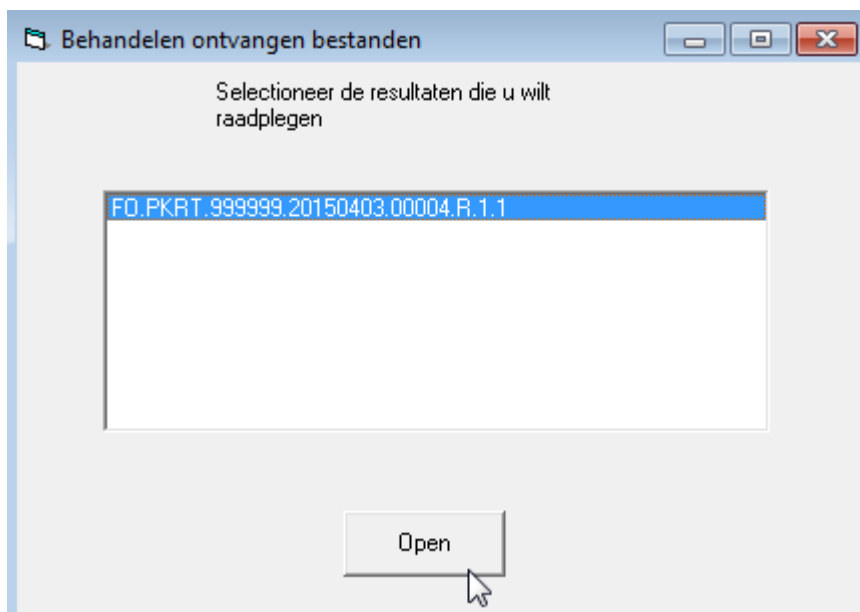 Behandelen ontvangen bestanden
Selectioneer de resultaten die u wilt
raadplegen
FO.PKRT.999999.20150403.00004.R.1.1
Open